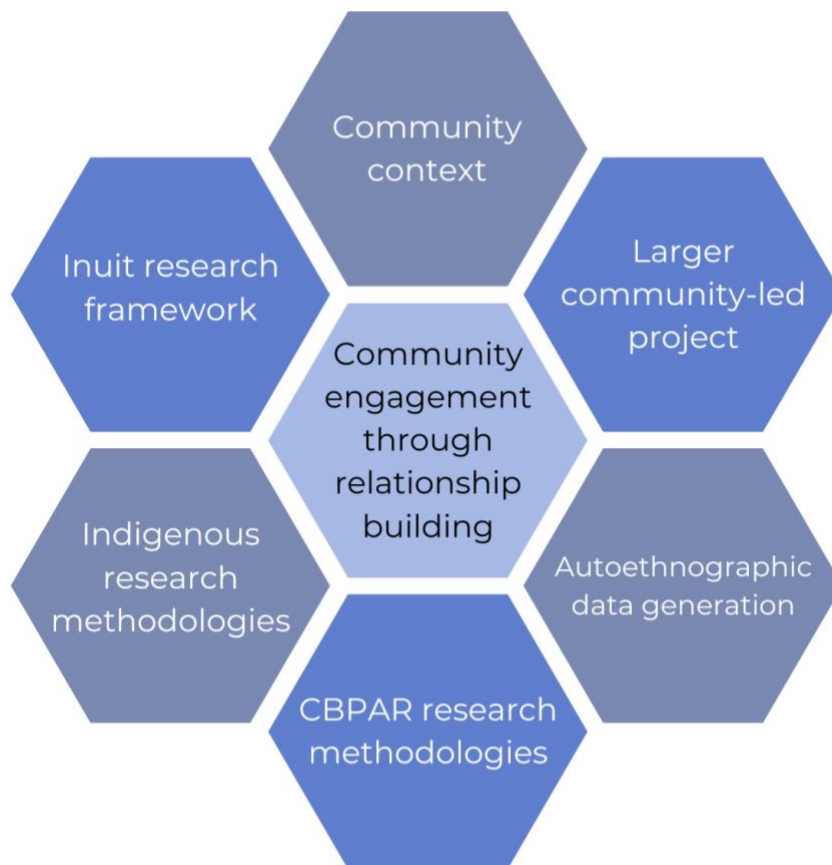 Community
context
Inuit research
framework
Larger
community-led
project
Community
engagement
through
relationship
building
Indigenous
research
methodologies
Autoethnographic
data generation
CBPAR research
methodologies